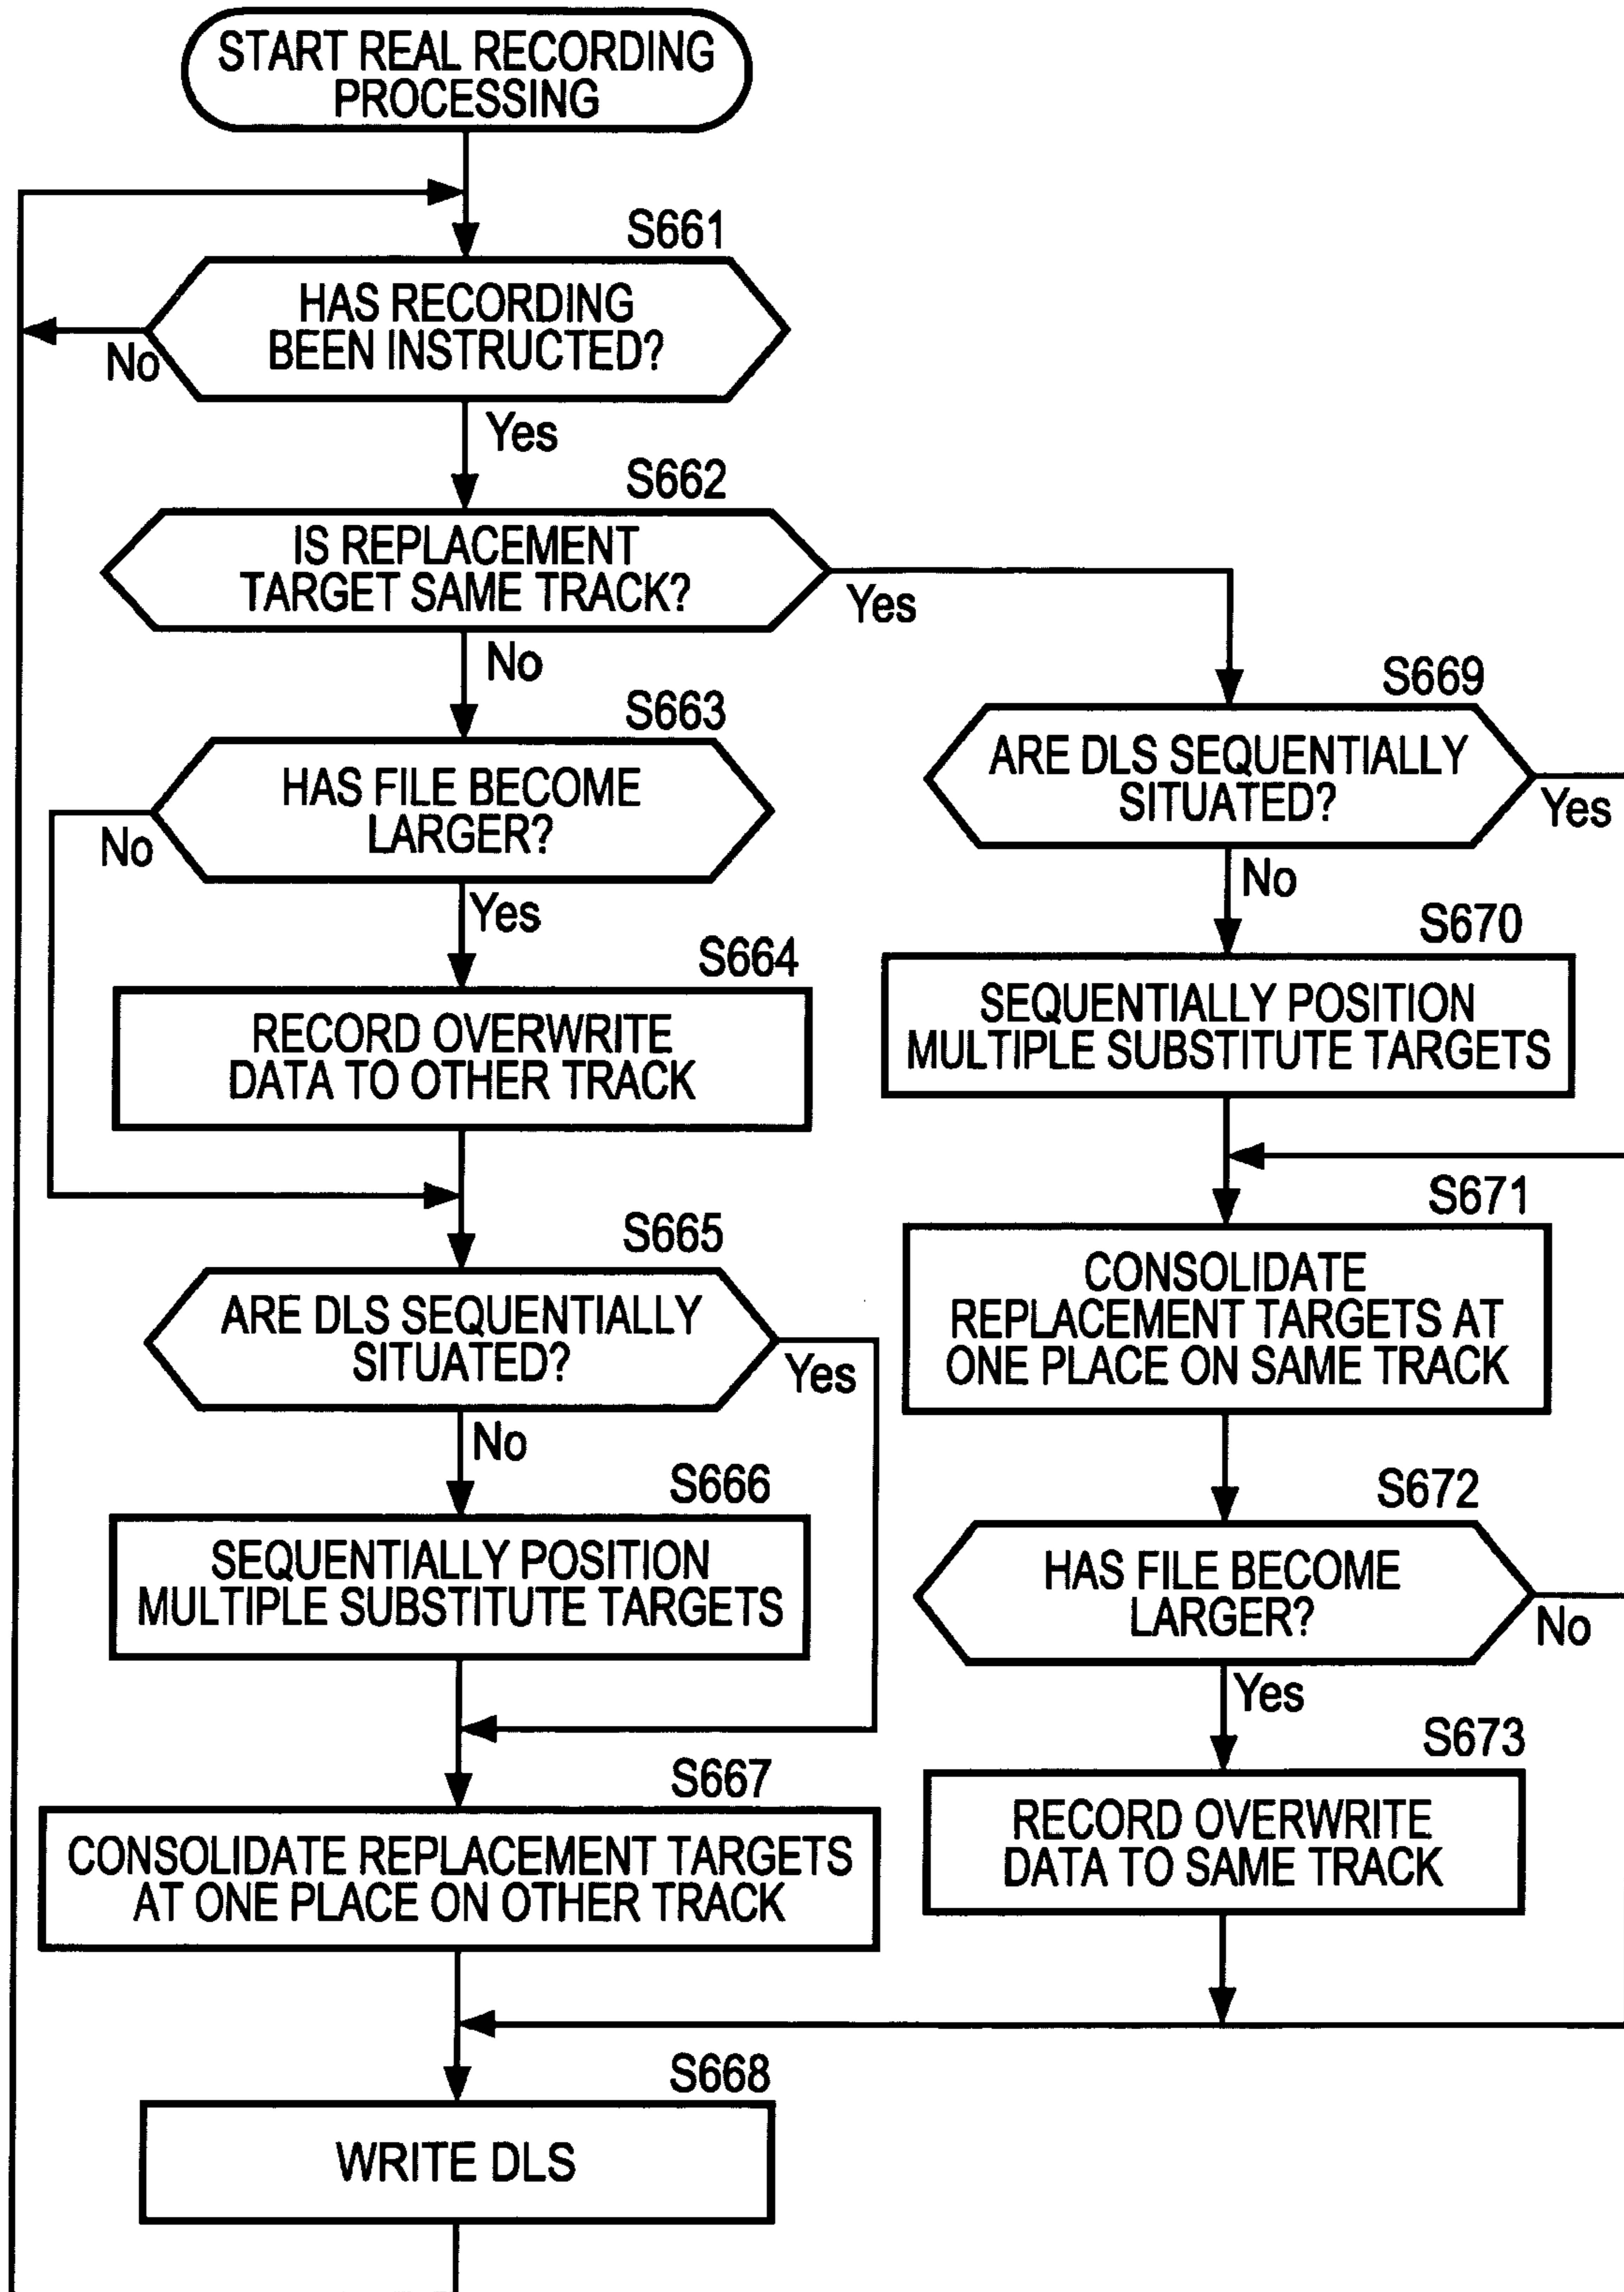 START REAL RECORDING
PROCESSING
S661
HAS RECORDING
BEEN INSTRUCTED?
No
Yes
S662
IS REPLACEMENT
TARGET SAME TRACK?
Yes
No
S663
HAS FILE BECOME
LARGER?
No
Yes
S664
RECORD OVERWRITE
DATA TO OTHER TRACK
S665
ARE DLS SEQUENTIALLY
SITUATED?
Yes
No
S666
SEQUENTIALLY POSITION
MULTIPLE SUBSTITUTE TARGETS
S667
CONSOLIDATE REPLACEMENT TARGETS
AT ONE PLACE ON OTHER TRACK
S668
WRITE DLS
S669
ARE DLS SEQUENTIALLY
SITUATED?
Yes
No
S670
SEQUENTIALLY POSITION
MULTIPLE SUBSTITUTE TARGETS
S671
CONSOLIDATE
REPLACEMENT TARGETS AT
ONE PLACE ON SAME TRACK
S672
HAS FILE BECOME
LARGER?
No
Yes
S673
RECORD OVERWRITE
DATA TO SAME TRACK